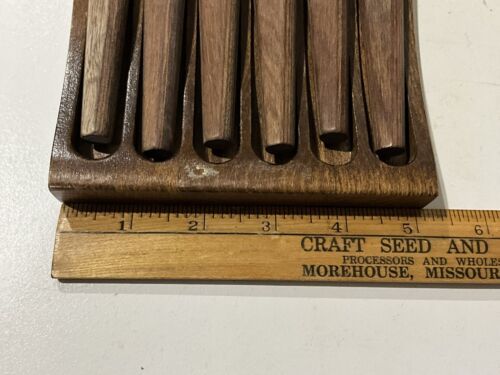 1 2 3 4 5 6
CRAFT SEED AND
PROCESSORS AND WHOLES
MOREHOUSE, MISSOUR